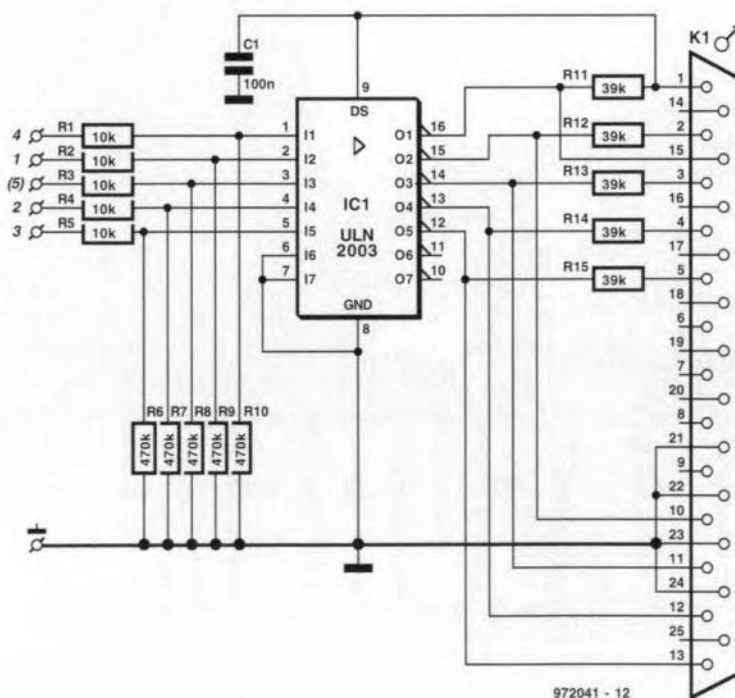 K1
C1
100n
9
DS
R11
39k
1
14
4
R1
10k
1
I1
O1
16
R12
39k
2
1
R2
10k
2
I2
O2
15
15
(5)
R3
10k
3
I3
O3
14
R13
39k
3
2
R4
10k
4
I4
IC1
O4
13
16
3
R5
10k
5
I5
ULN
O5
12
R14
39k
4
6
I6
2003
O6
11
17
7
I7
O7
10
R15
39k
5
GND
8
18
6
19
7
20
8
R6
R7
R8
R9
R10
470k
470k
470k
470k
470k
21
9
22
10
23
11
24
12
25
13
972041 - 12